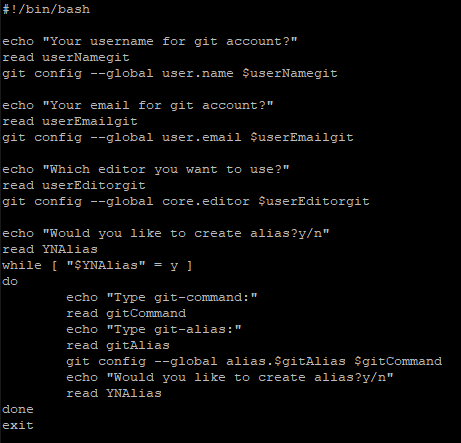 #!/bin/bash
echo "Your username for git account?"
read userNamegit
git config --global user.name $userNamegit
echo "Your email for git account?"
read userEmailgit
git config --global user.email $userEmailgit
echo "Which editor you want to use?"
read userEditorgit
git config --global core.editor $userEditorgit
echo "Would you like to create alias?y/n"
read YNAlias
while [ "$YNAlias" = y ]
do
        echo "Type git-command:"
        read gitCommand
        echo "Type git-alias:"
        read gitAlias
        git config --global alias.$gitAlias $gitCommand
        echo "Would you like to create alias?y/n"
        read YNAlias
done
exit